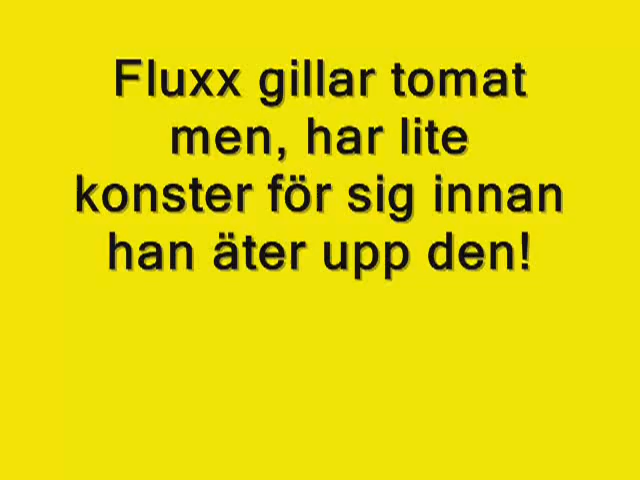 Fluxx gillar tomat
men, har lite
konster för sig innan
han äter upp den!